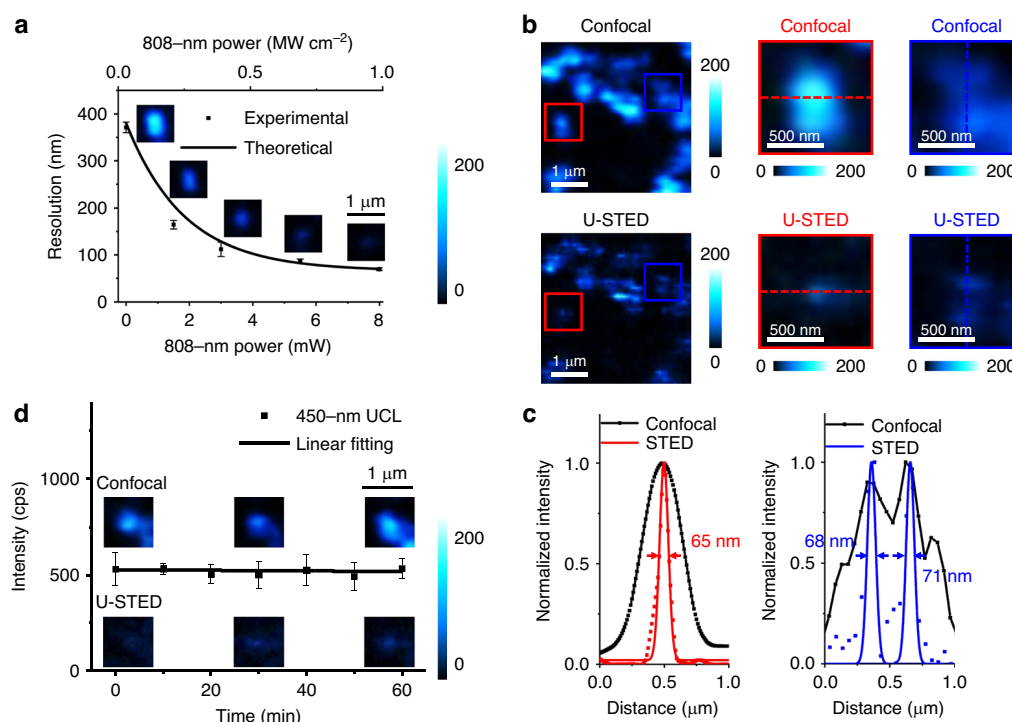 a
808–nm power (MW cm⁻²)
0.0 0.5 1.0
Resolution (nm)
400
350
200
150
100
50
0
Experimental
Theoretical
1 μm
0 2 4 6 8
808–nm power (mW)
200
0
b
Confocal
200
0
1 μm
Confocal
500 nm
0 200
Confocal
500 nm
0 200
U-STED
200
0
1 μm
U-STED
500 nm
0 200
U-STED
500 nm
0 200
d
450–nm UCL
Linear fitting
1 μm
Intensity (cps)
1000
500
0
Confocal
U-STED
0 20 40 60
Time (min)
200
0
c
Confocal
STED
Normalized intensity
1.0
0.5
0.0
65 nm
0.0 0.5 1.0
Distance (μm)
Confocal
STED
Normalized intensity
1.0
0.5
0.0
68 nm
71 nm
0.0 0.5 1.0
Distance (μm)